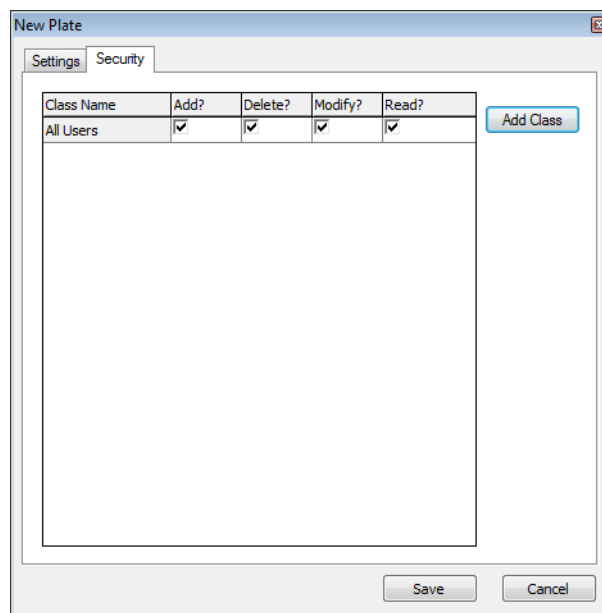 New Plate
Settings Security
Class Name Add? Delete? Modify? Read?
All Users
Add Class
Save Cancel